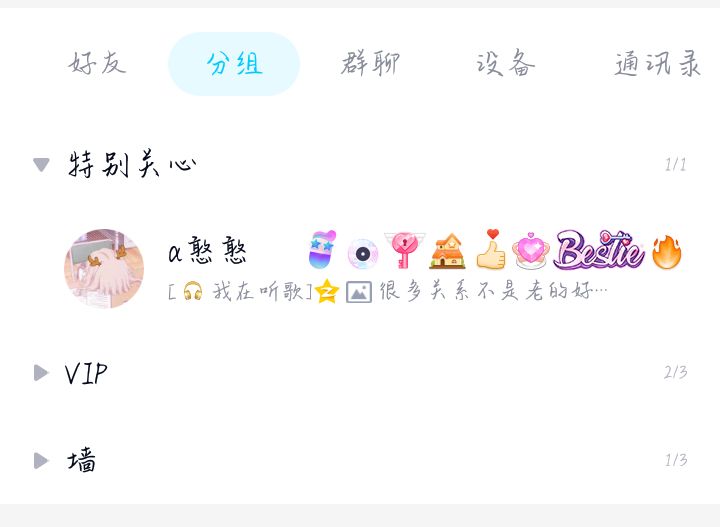 好友 分组 群聊 设备 通讯录
特别关心 1/1
α憨憨 Bestie
[我在听歌] 很多关系不是老的好…
VIP 2/3
墙 1/3